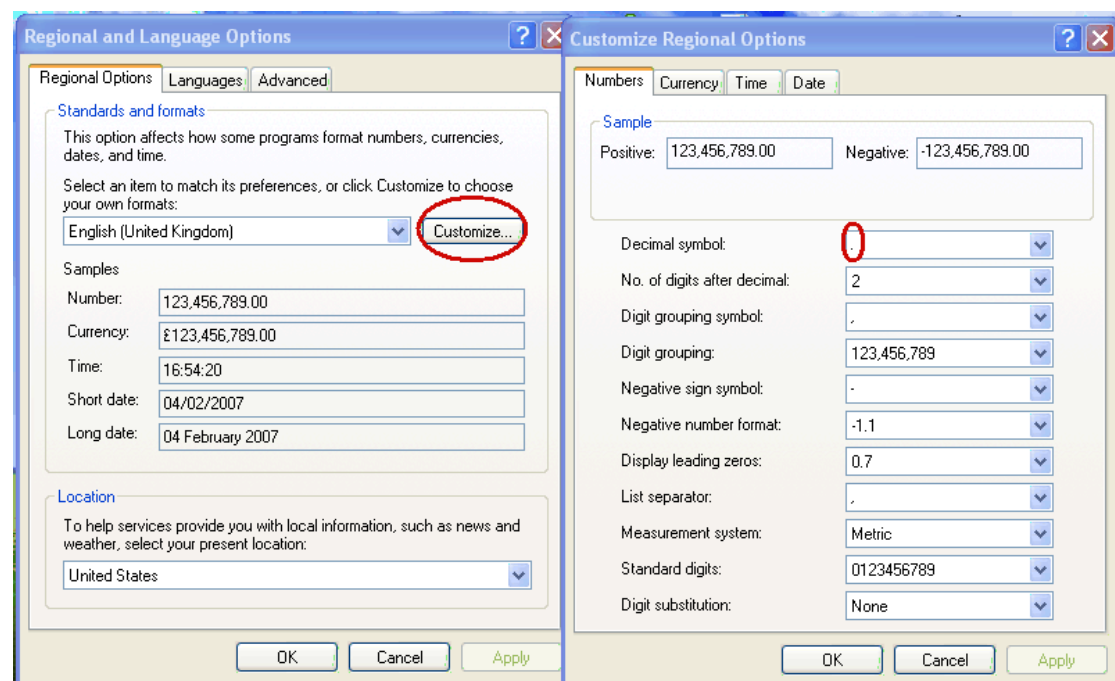 Regional and Language Options
Regional Options Languages Advanced
Standards and formats
This option affects how some programs format numbers, currencies,
dates, and time.
Select an item to match its preferences, or click Customize to choose
your own formats:
English (United Kingdom) Customize...
Samples
Number: 123,456,789.00
Currency: £123,456,789.00
Time: 16:54:20
Short date: 04/02/2007
Long date: 04 February 2007
Location
To help services provide you with local information, such as news and
weather, select your present location:
United States
OK Cancel Apply
Customize Regional Options
Numbers Currency Time Date
Sample
Positive: 123,456,789.00 Negative: -123,456,789.00
Decimal symbol: .
No. of digits after decimal: 2
Digit grouping symbol: ,
Digit grouping: 123,456,789
Negative sign symbol: -
Negative number format: -1.1
Display leading zeros: 0.7
List separator: ,
Measurement system: Metric
Standard digits: 0123456789
Digit substitution: None
OK Cancel Apply